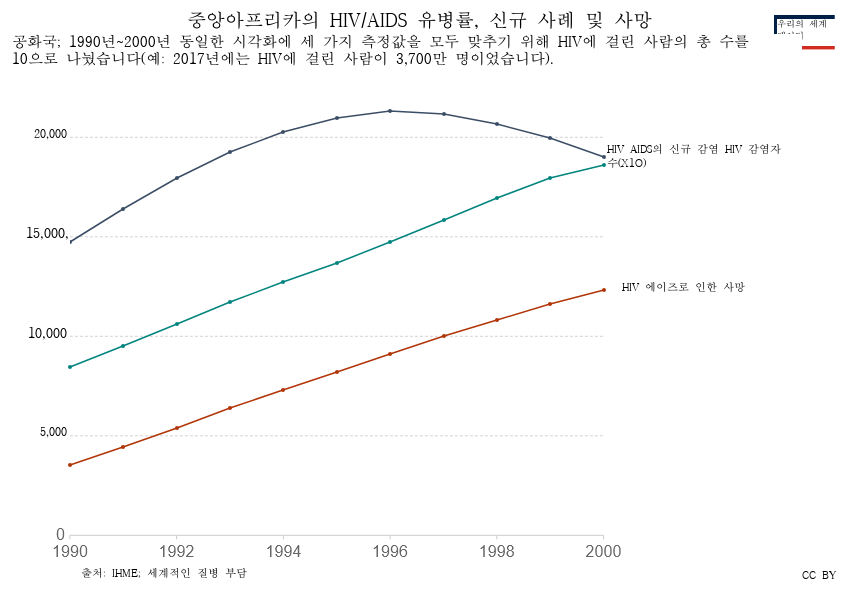 중앙아프리카의 HIV/AIDS 유병률, 신규 사례 및 사망
우리의 세계
공화국; 1990년~2000년 동일한 시각화에 세 가지 측정값을 모두 맞추기 위해 HIV에 걸린 사람의 총 수를
10으로 나눴습니다(예: 2017년에는 HIV에 걸린 사람이 3,700만 명이었습니다).
20,000
HIV AIDS의 신규 감염 HIV 감염자
수(X10)
15,000,
HIV 에이즈로 인한 사망
10,000
5,000
0
1990 1992 1994 1996 1998 2000
출처: IHME; 세계적인 질병 부담
CC BY